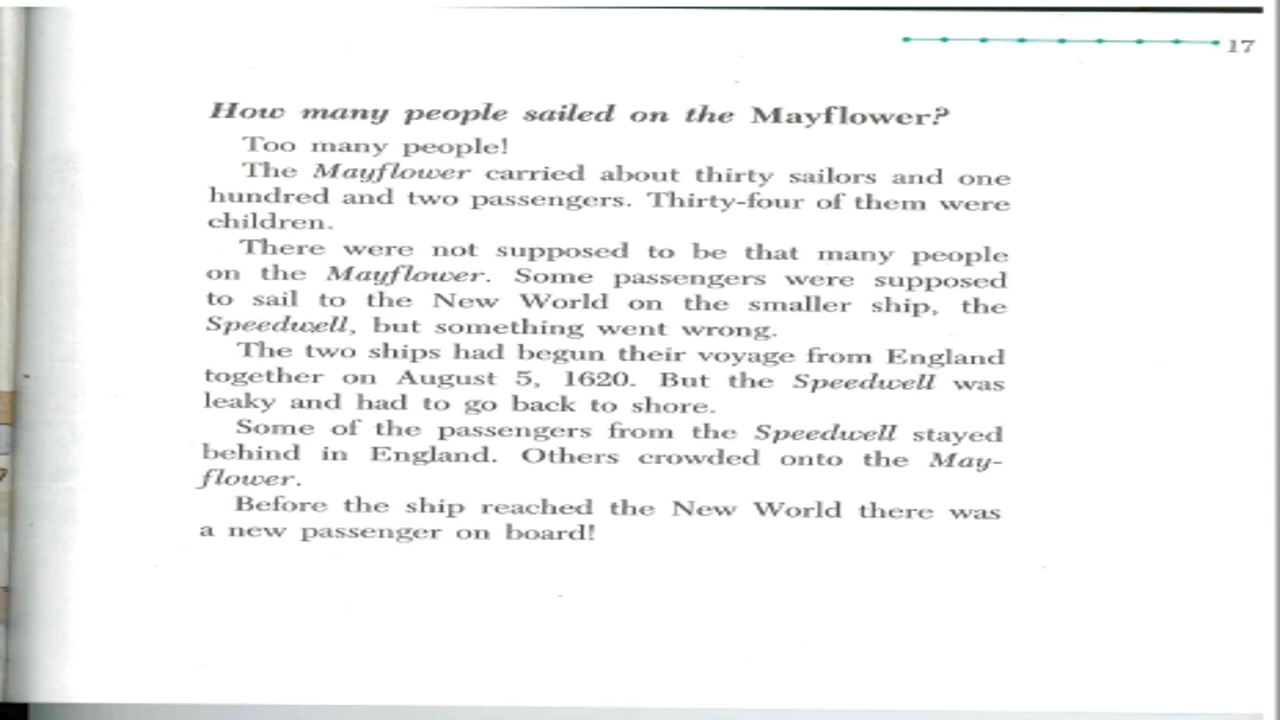 17
How many people sailed on the Mayflower?
Too many people!
The Mayflower carried about thirty sailors and one
hundred and two passengers. Thirty-four of them were
children.
There were not supposed to be that many people
on the Mayflower. Some passengers were supposed
to sail to the New World on the smaller ship, the
Speedwell, but something went wrong.
The two ships had begun their voyage from England
together on August 5, 1620. But the Speedwell was
leaky and had to go back to shore.
Some of the passengers from the Speedwell stayed
behind in England. Others crowded onto the May-
flower.
Before the ship reached the New World there was
a new passenger on board!